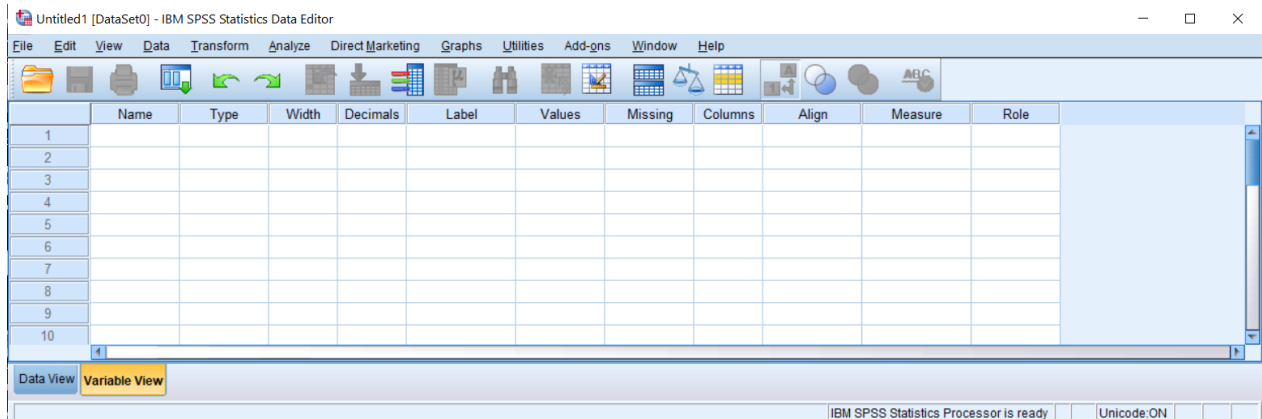 Untitled1 [DataSet0] - IBM SPSS Statistics Data Editor
File Edit View Data Transform Analyze Direct Marketing Graphs Utilities Add-ons Window Help
A
1
ABC
Name Type Width Decimals Label Values Missing Columns Align Measure Role
1
2
3
4
5
6
7
8
9
10
Data View Variable View
IBM SPSS Statistics Processor is ready Unicode:ON